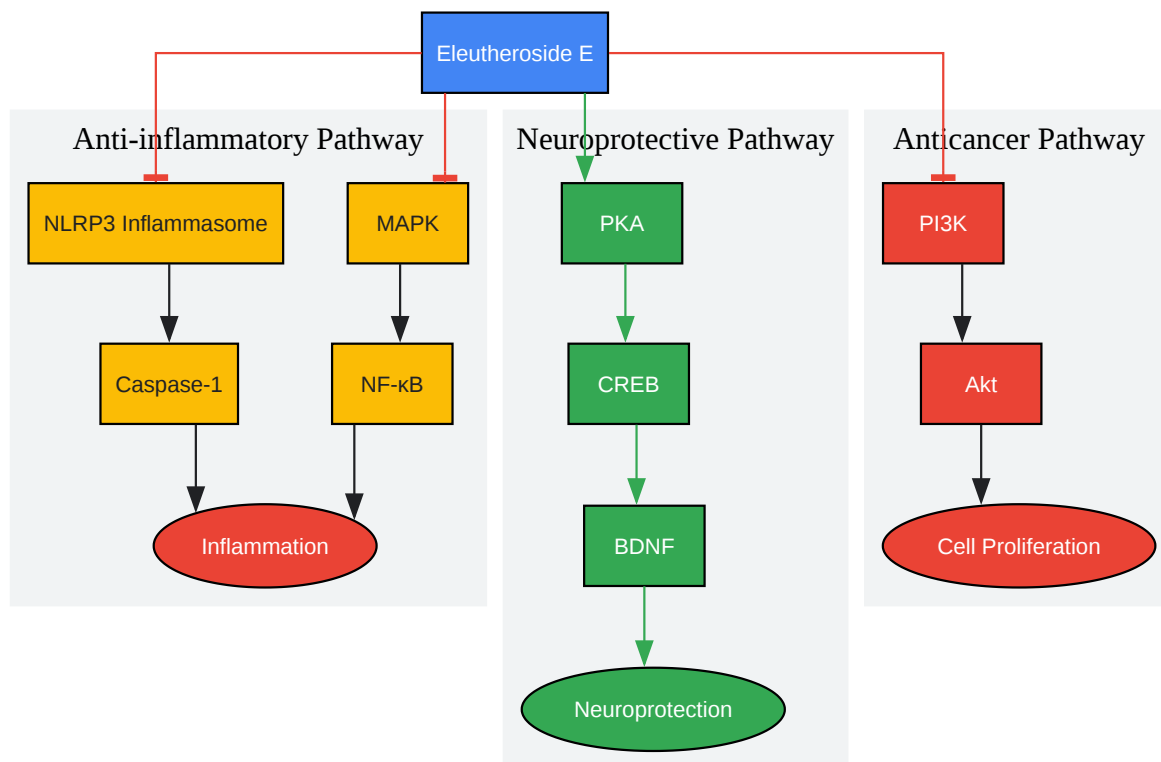 Eleutheroside E
Anti-inflammatory Pathway
Neuroprotective Pathway
Anticancer Pathway
NLRP3 Inflammasome
MAPK
PKA
PI3K
Caspase-1
NF-κB
CREB
Akt
Inflammation
BDNF
Cell Proliferation
Neuroprotection